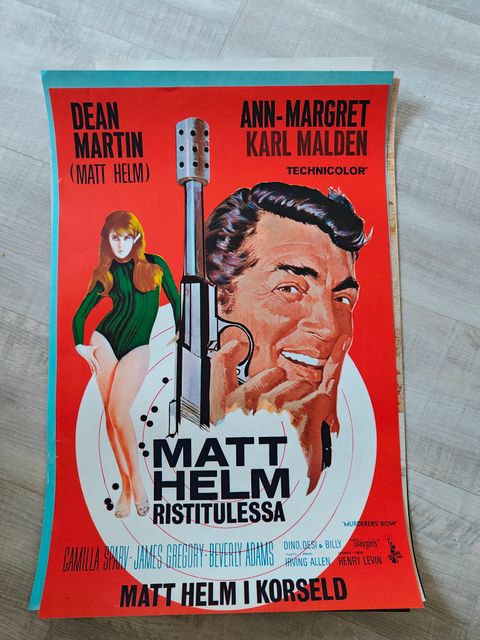 DEAN
MARTIN
(MATT HELM)
ANN-MARGRET
KARL MALDEN
TECHNICOLOR®
MATT
HELM
RISTITULESSA
'MURDERERS' ROW'
CAMILLA SPARV · JAMES GREGORY · BEVERLY ADAMS
DINO, DESI & BILLY
"Slaygirls"
IRVING ALLEN
HENRY LEVIN
MATT HELM I KORSELD